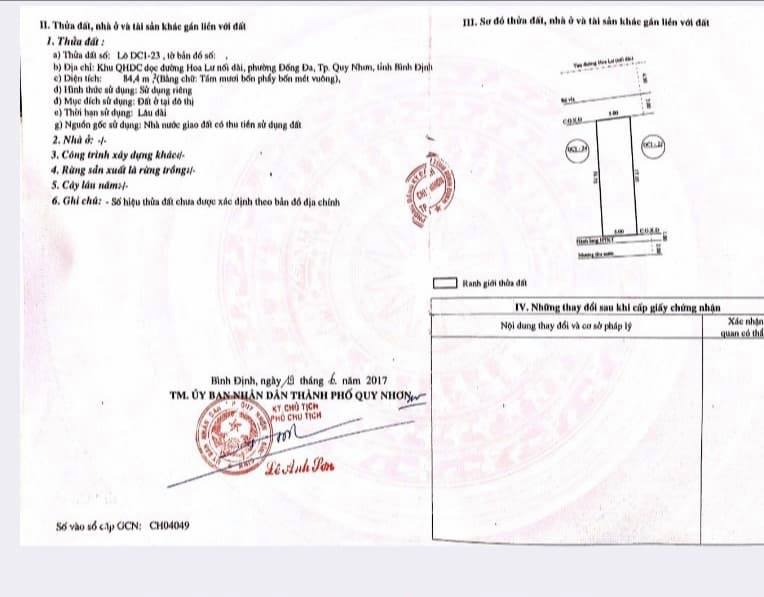 II. Thửa đất, nhà ở và tài sản khác gắn liền với đất
1. Thửa đất :
a) Thửa đất số: Lô DC1-23 , tờ bản đồ số: ,
b) Địa chỉ: Khu QHDC dọc đường Hoa Lư nối dài, phường Đống Đa, Tp. Quy Nhơn, tỉnh Bình Định
c) Diện tích: 84,4 m²,(Bằng chữ: Tám mươi bốn phẩy bốn mét vuông),
d) Hình thức sử dụng: Sử dụng riêng
đ) Mục đích sử dụng: Đất ở tại đô thị
e) Thời hạn sử dụng: Lâu dài
g) Nguồn gốc sử dụng: Nhà nước giao đất có thu tiền sử dụng đất
2. Nhà ở: -/-
3. Công trình xây dựng khác:/-
4. Rừng sản xuất là rừng trồng:/-
5. Cây lâu năm:/-
6. Ghi chú: - Số hiệu thửa đất chưa được xác định theo bản đồ địa chính
Bình Định, ngày 19 tháng 6 năm 2017
TM. ỦY BAN NHÂN DÂN THÀNH PHỐ QUY NHƠN
KT CHỦ TỊCH
PHÓ CHỦ TỊCH
Lê Anh Sơn
Số vào sổ cấp GCN: CH04049
III. Sơ đồ thửa đất, nhà ở và tài sản khác gắn liền với đất
CGXD
5.00
DC1-24
5.00
CGXD
Ranh giới thửa đất
IV. Những thay đổi sau khi cấp giấy chứng nhận
Nội dung thay đổi và cơ sở pháp lý
Xác nhận
quan có thẩ